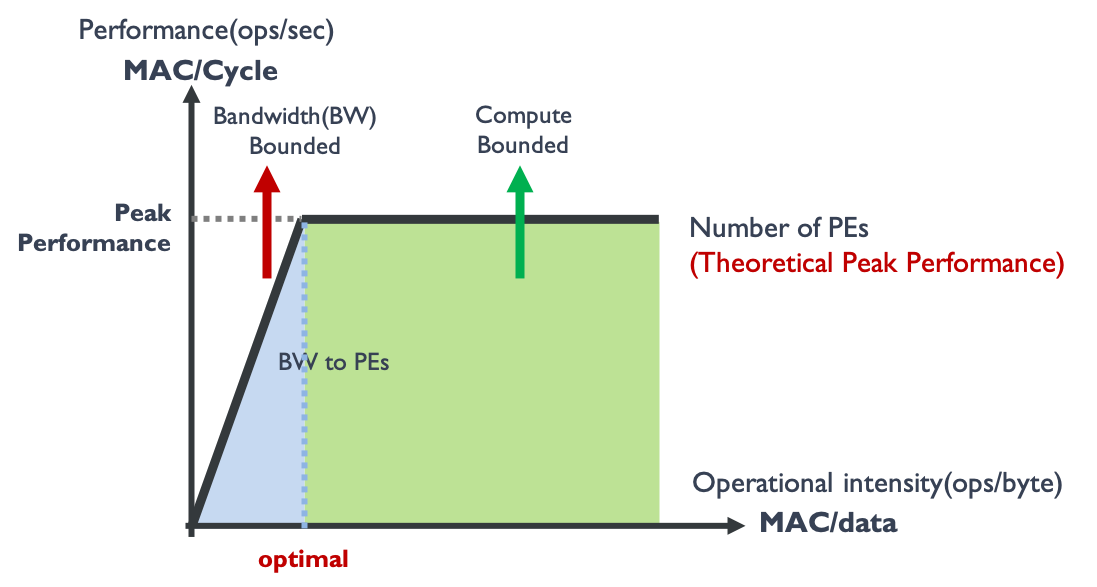 Performance(ops/sec)
MAC/Cycle
Bandwidth(BW)
Bounded
Compute
Bounded
Peak
Performance
Number of PEs
(Theoretical Peak Performance)
BW to PEs
Operational intensity(ops/byte)
MAC/data
optimal